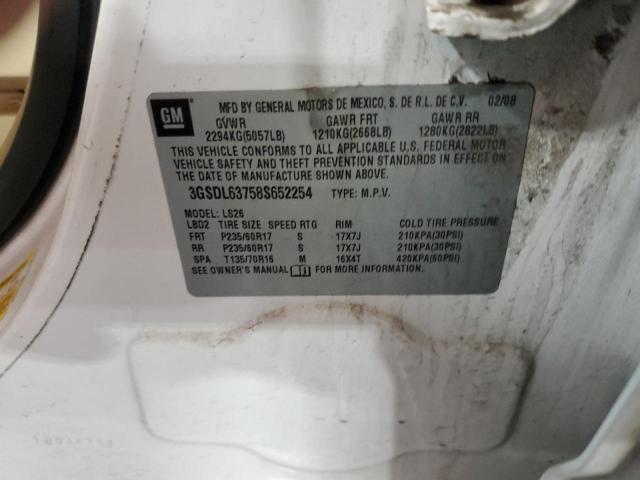 GM
MFD BY GENERAL MOTORS DE MEXICO, S. DE R.L. DE C.V. 02/08
GVWR GAWR FRT GAWR RR
2294KG(5057LB) 1210KG(2668LB) 1280KG(2822LB)
THIS VEHICLE CONFORMS TO ALL APPLICABLE U.S. FEDERAL MOTOR
VEHICLE SAFETY AND THEFT PREVENTION STANDARDS IN EFFECT ON
THE DATE OF MANUFACTURE SHOWN ABOVE.
3GSDL63758S652254 TYPE: M.P.V.
MODEL: LS26
LBD2 TIRE SIZE SPEED RTG RIM COLD TIRE PRESSURE
FRT P235/60R17 S 17X7J 210KPA(30PSI)
RR P235/60R17 S 17X7J 210KPA(30PSI)
SPA T135/70R16 M 16X4T 420KPA(60PSI)
SEE OWNER'S MANUAL FOR MORE INFORMATION.